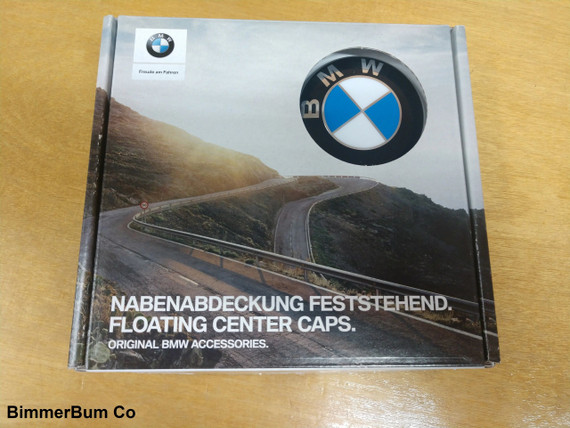 BMW
Freude am Fahren
BMW
NABENABDECKUNG FESTSTEHEND.
FLOATING CENTER CAPS.
ORIGINAL BMW ACCESSORIES.
BimmerBum Co